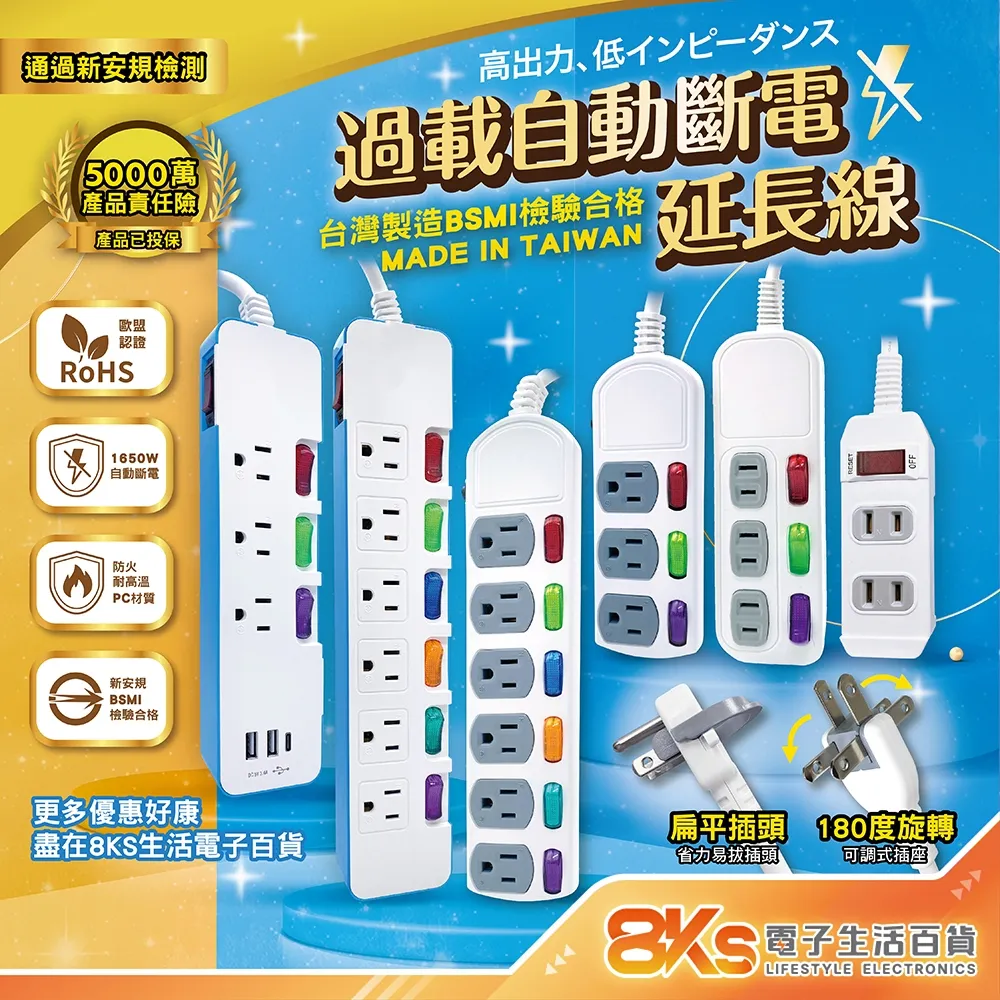 通過新安規檢測
高出力、低インピーダンス
過載自動斷電
延長線
台灣製造BSMI檢驗合格
MADE IN TAIWAN
5000萬
產品責任險
產品已投保
歐盟
認證
RoHS
1650W
自動斷電
防火
耐高溫
PC材質
新安規
BSMI
檢驗合格
RESET
OFF
更多優惠好康
盡在8KS生活電子百貨
扁平插頭
省力易拔插頭
180度旋轉
可調式插座
8Ks 電子生活百貨
LIFESTYLE ELECTRONICS